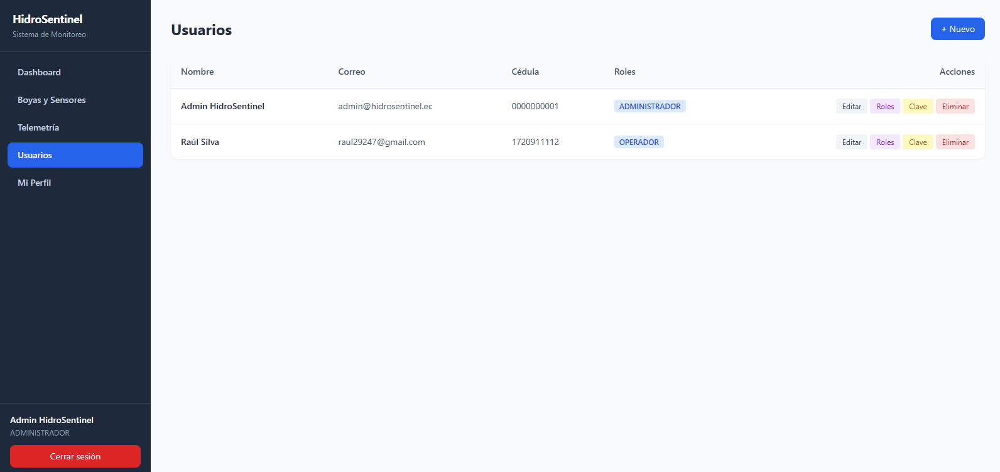 HidroSentinel
Sistema de Monitoreo
Dashboard
Boyas y Sensores
Telemetría
Usuarios
Mi Perfil
Admin HidroSentinel
ADMINISTRADOR
Cerrar sesión
Usuarios
+ Nuevo
Nombre Correo Cédula Roles Acciones
Admin HidroSentinel admin@hidrosentinel.ec 0000000001 ADMINISTRADOR Editar Roles Clave Eliminar
Raúl Silva raul29247@gmail.com 1720911112 OPERADOR Editar Roles Clave Eliminar